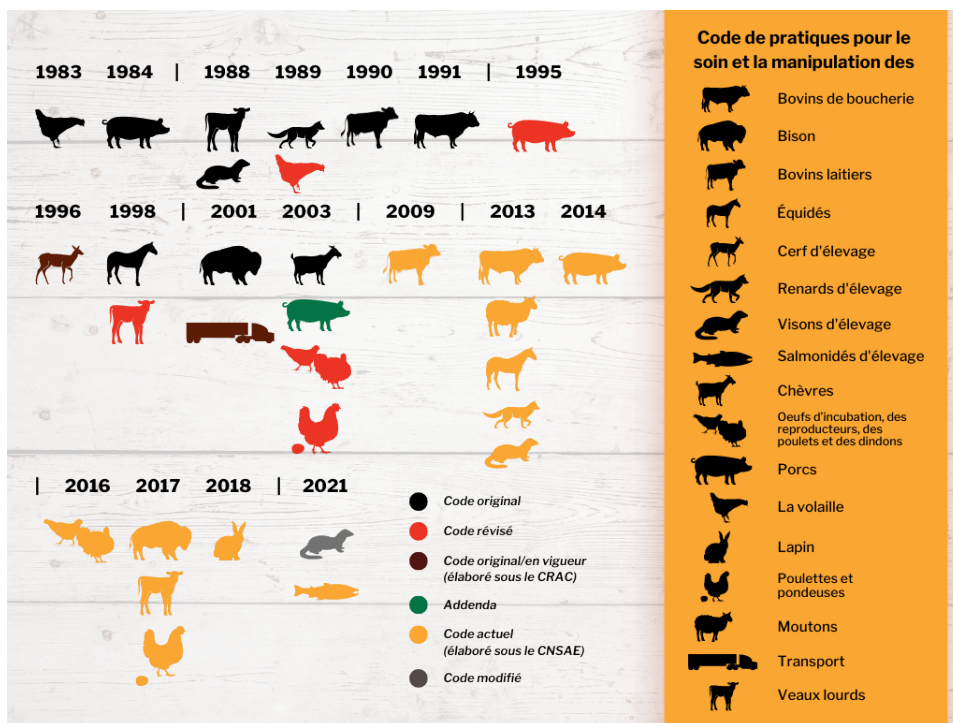 1983 1984 | 1988 1989 1990 1991 | 1995
1996 1998 | 2001 2003 | 2009 | 2013 2014
| 2016 2017 2018 | 2021
Code original
Code révisé
Code original/en vigueur
(élaboré sous le CRAC)
Addenda
Code actuel
(élaboré sous le CNSAE)
Code modifié
Code de pratiques pour le
soin et la manipulation des
Bovins de boucherie
Bison
Bovins laitiers
Équidés
Cerf d'élevage
Renards d'élevage
Visons d'élevage
Salmonidés d'élevage
Chèvres
Oeufs d'incubation, des
reproducteurs, des
poulets et des dindons
Porcs
La volaille
Lapin
Poulettes et
pondeuses
Moutons
Transport
Veaux lourds